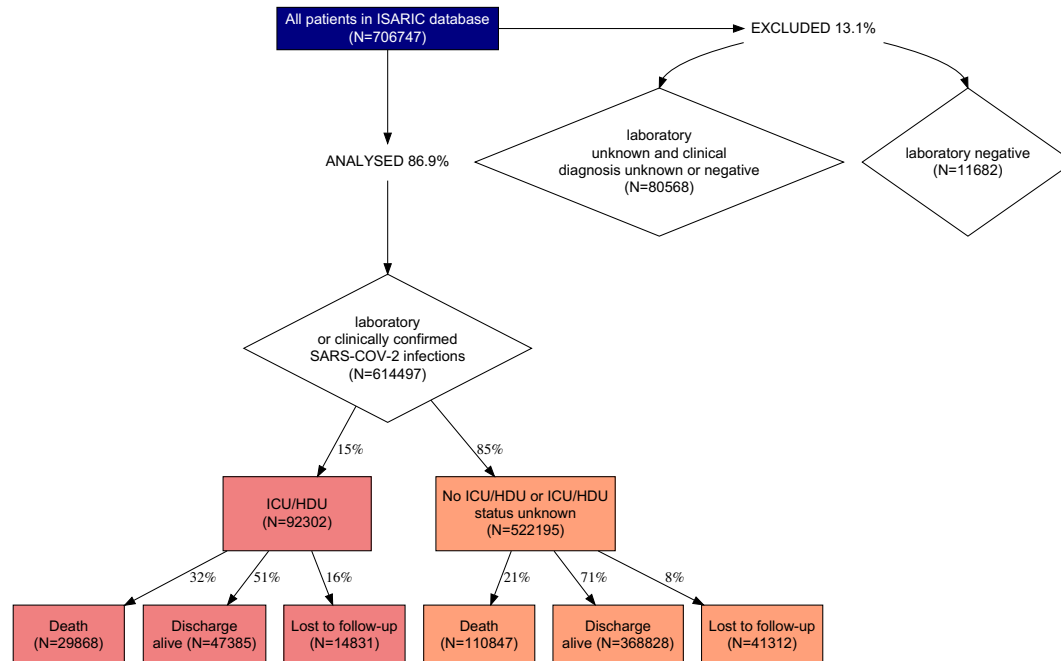 All patients in ISARIC database
(N=706747)
EXCLUDED 13.1%
laboratory
unknown and clinical
diagnosis unknown or negative
(N=80568)
laboratory negative
(N=11682)
ANALYSED 86.9%
laboratory
or clinically confirmed
SARS-COV-2 infections
(N=614497)
15%
85%
ICU/HDU
(N=92302)
No ICU/HDU or ICU/HDU
status unknown
(N=522195)
32%
51%
16%
21%
71%
8%
Death
(N=29868)
Discharge
alive (N=47385)
Lost to follow-up
(N=14831)
Death
(N=110847)
Discharge
alive (N=368828)
Lost to follow-up
(N=41312)